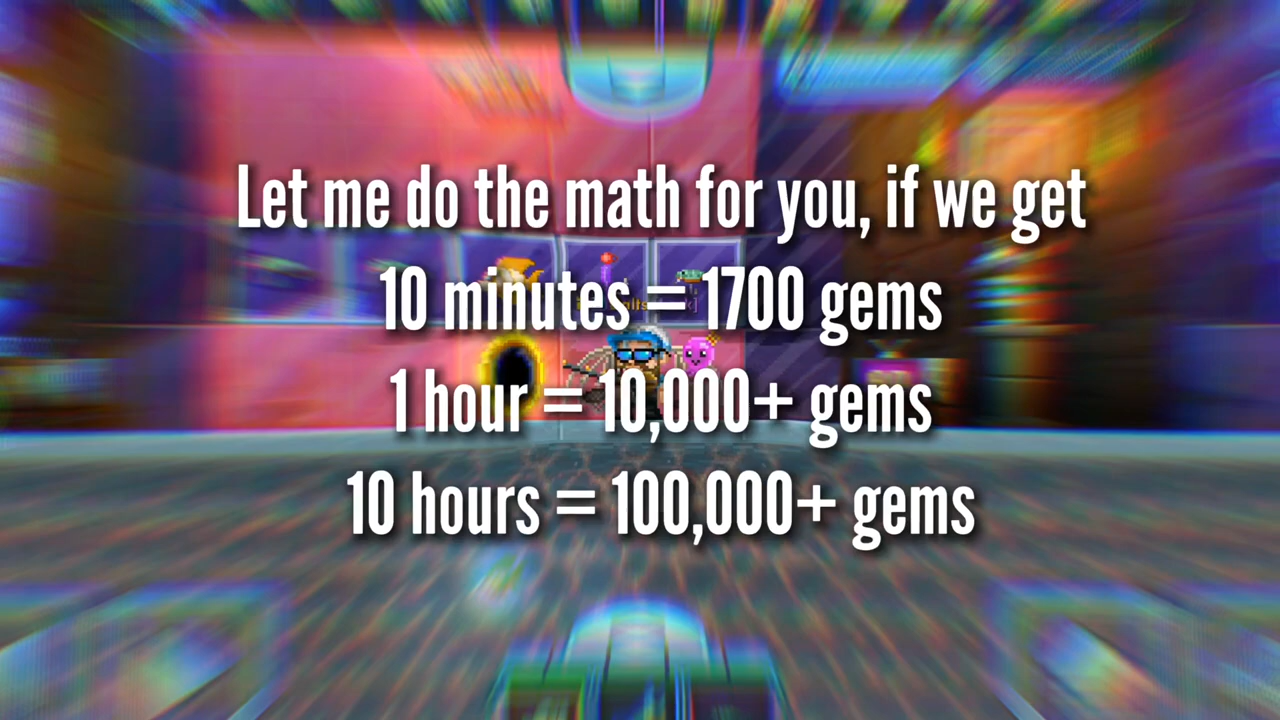 Let me do the math for you, if we get
10 minutes = 1700 gems
1 hour = 10,000+ gems
10 hours = 100,000+ gems